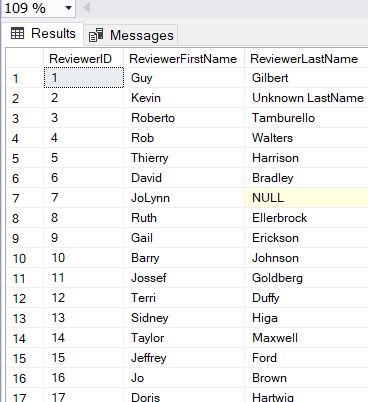 109 %
Results Messages
ReviewerID ReviewerFirstName ReviewerLastName
1 1 Guy Gilbert
2 2 Kevin Unknown LastName
3 3 Roberto Tamburello
4 4 Rob Walters
5 5 Thierry Harrison
6 6 David Bradley
7 7 JoLynn NULL
8 8 Ruth Ellerbrock
9 9 Gail Erickson
10 10 Barry Johnson
11 11 Jossef Goldberg
12 12 Terri Duffy
13 13 Sidney Higa
14 14 Taylor Maxwell
15 15 Jeffrey Ford
16 16 Jo Brown
17 17 Doris Hartwig